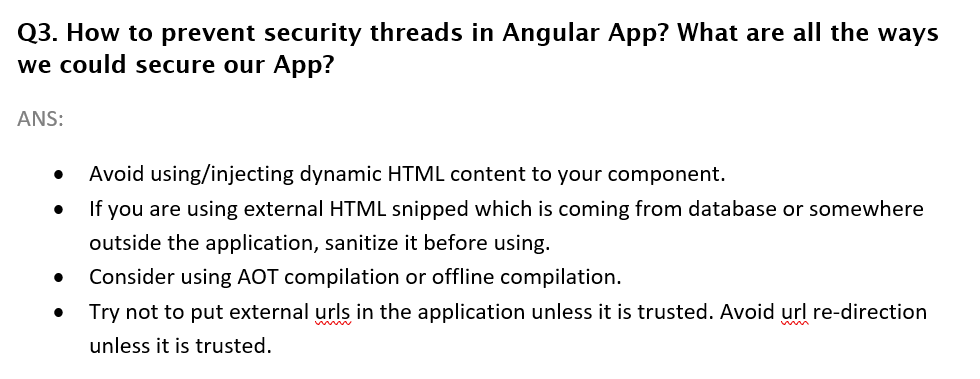 Q3. How to prevent security threads in Angular App? What are all the ways
we could secure our App?
ANS:
• Avoid using/injecting dynamic HTML content to your component.
• If you are using external HTML snipped which is coming from database or somewhere
outside the application, sanitize it before using.
• Consider using AOT compilation or offline compilation.
• Try not to put external urls in the application unless it is trusted. Avoid url re-direction
unless it is trusted.